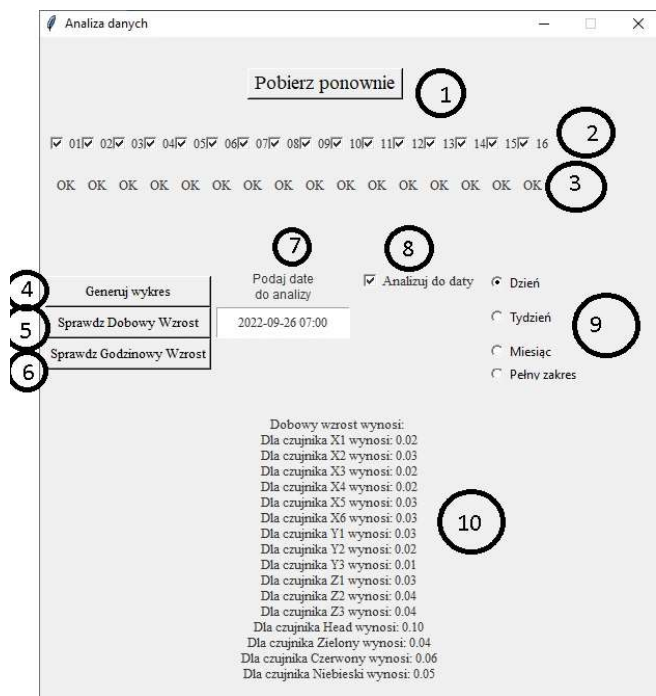 Analiza danych
Pobierz ponownie
1
01 02 03 04 05 06 07 08 09 10 11 12 13 14 15 16
2
OK OK OK OK OK OK OK OK OK OK OK OK OK OK OK OK
3
7
8
4
Generuj wykres
Podaj date
do analizy
Analizuj do daty
Dzień
5
Sprawdz Dobowy Wzrost
2022-09-26 07:00
Tydzień
9
6
Sprawdz Godzinowy Wzrost
Miesiąc
Pełny zakres
Dobowy wzrost wynosi:
Dla czujnika X1 wynosi: 0.02
Dla czujnika X2 wynosi: 0.03
Dla czujnika X3 wynosi: 0.02
Dla czujnika X4 wynosi: 0.02
Dla czujnika X5 wynosi: 0.03
Dla czujnika X6 wynosi: 0.03
Dla czujnika Y1 wynosi: 0.03
Dla czujnika Y2 wynosi: 0.02
Dla czujnika Y3 wynosi: 0.01
Dla czujnika Z1 wynosi: 0.03
Dla czujnika Z2 wynosi: 0.04
Dla czujnika Z3 wynosi: 0.04
Dla czujnika Head wynosi: 0.10
Dla czujnika Zielony wynosi: 0.04
Dla czujnika Czerwony wynosi: 0.06
Dla czujnika Niebieski wynosi: 0.05
10